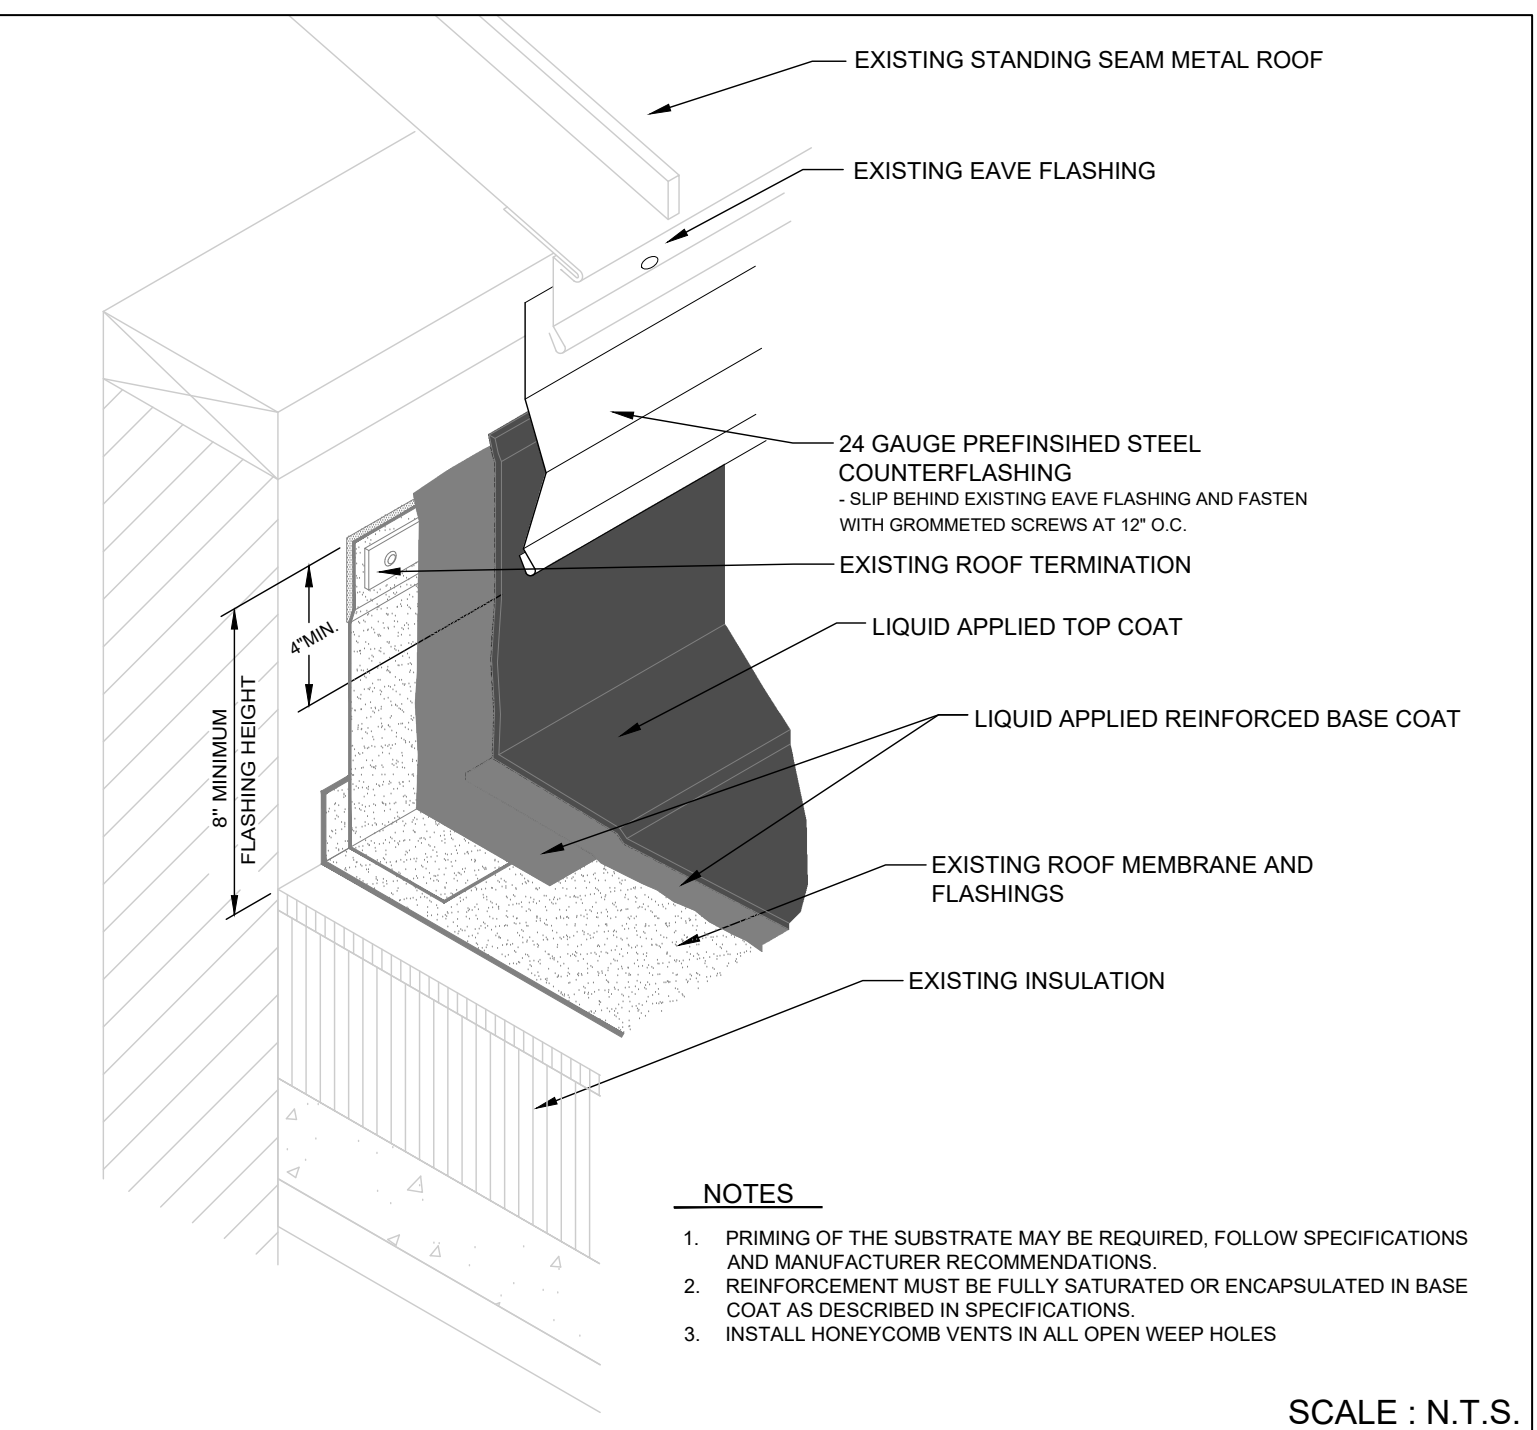 EXISTING STANDING SEAM METAL ROOF
EXISTING EAVE FLASHING
24 GAUGE PREFINSIHED STEEL
COUNTERFLASHING
- SLIP BEHIND EXISTING EAVE FLASHING AND FASTEN
WITH GROMMETED SCREWS AT 12" O.C.
EXISTING ROOF TERMINATION
4"MIN.
LIQUID APPLIED TOP COAT
8" MINIMUM
FLASHING HEIGHT
LIQUID APPLIED REINFORCED BASE COAT
EXISTING ROOF MEMBRANE AND
FLASHINGS
EXISTING INSULATION
NOTES
1. PRIMING OF THE SUBSTRATE MAY BE REQUIRED, FOLLOW SPECIFICATIONS
AND MANUFACTURER RECOMMENDATIONS.
2. REINFORCEMENT MUST BE FULLY SATURATED OR ENCAPSULATED IN BASE
COAT AS DESCRIBED IN SPECIFICATIONS.
3. INSTALL HONEYCOMB VENTS IN ALL OPEN WEEP HOLES
SCALE : N.T.S.